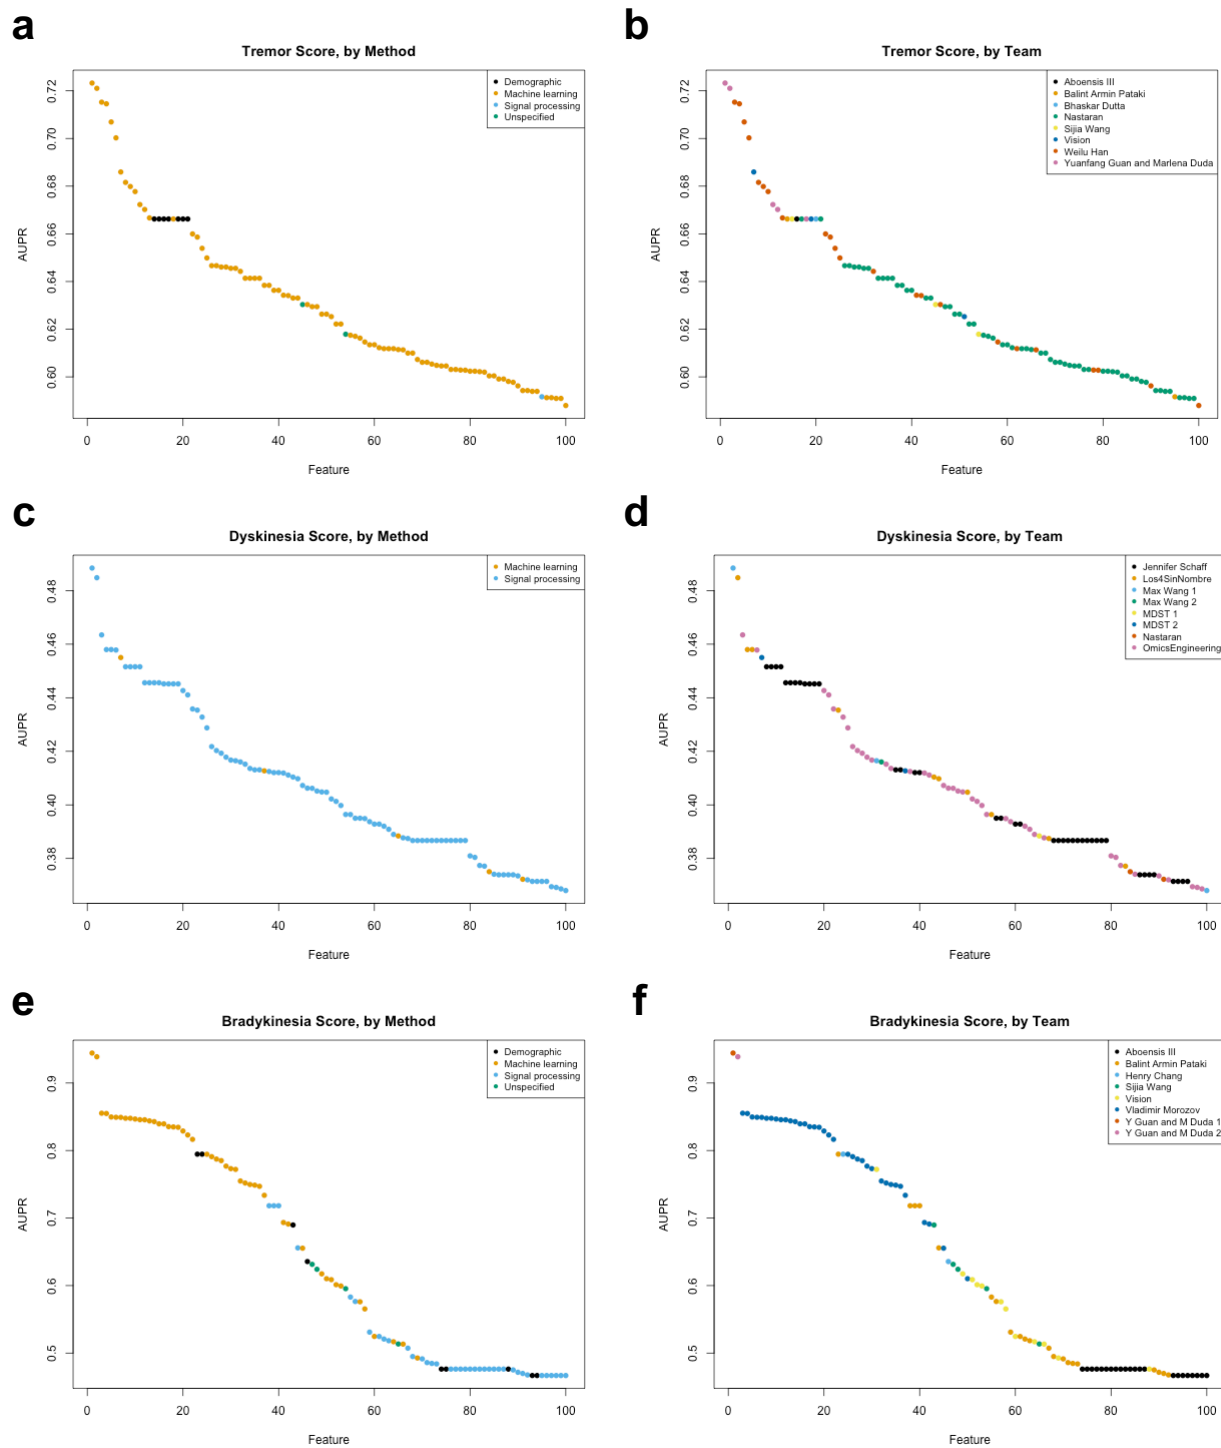 a
Tremor Score, by Method
Demographic
Machine learning
Signal processing
Unspecified
AUPR
0.72
0.70
0.68
0.66
0.64
0.62
0.60
0 20 40 60 80 100
Feature
b
Tremor Score, by Team
Aboensis III
Balint Armin Pataki
Bhaskar Dutta
Nastaran
Sijia Wang
Vision
Weilu Han
Yuanfang Guan and Marlena Duda
AUPR
0.72
0.70
0.68
0.66
0.64
0.62
0.60
0 20 40 60 80 100
Feature
c
Dyskinesia Score, by Method
Machine learning
Signal processing
AUPR
0.48
0.46
0.44
0.42
0.40
0.38
0 20 40 60 80 100
Feature
d
Dyskinesia Score, by Team
Jennifer Schaff
Los4SinNombre
Max Wang 1
Max Wang 2
MDST 1
MDST 2
Nastaran
OmicsEngineering
AUPR
0.48
0.46
0.44
0.42
0.40
0.38
0 20 40 60 80 100
Feature
e
Bradykinesia Score, by Method
Demographic
Machine learning
Signal processing
Unspecified
AUPR
0.9
0.8
0.7
0.6
0.5
0 20 40 60 80 100
Feature
f
Bradykinesia Score, by Team
Aboensis III
Balint Armin Pataki
Henry Chang
Sijia Wang
Vision
Vladimir Morozov
Y Guan and M Duda 1
Y Guan and M Duda 2
AUPR
0.9
0.8
0.7
0.6
0.5
0 20 40 60 80 100
Feature